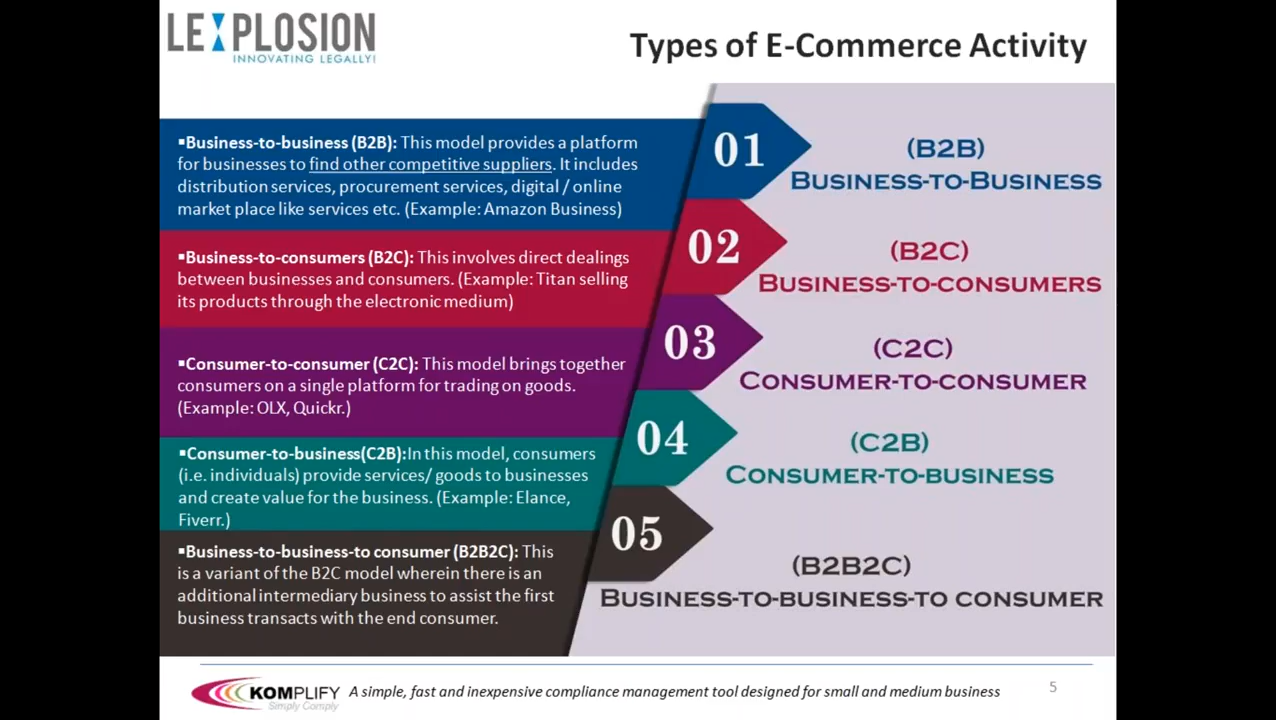 LEXPLOSION
INNOVATING LEGALLY!
Types of E-Commerce Activity
▪Business-to-business (B2B): This model provides a platform
for businesses to find other competitive suppliers. It includes
distribution services, procurement services, digital / online
market place like services etc. (Example: Amazon Business)
01
(B2B)
BUSINESS-TO-BUSINESS
▪Business-to-consumers (B2C): This involves direct dealings
between businesses and consumers. (Example: Titan selling
its products through the electronic medium)
02
(B2C)
BUSINESS-TO-CONSUMERS
▪Consumer-to-consumer (C2C): This model brings together
consumers on a single platform for trading on goods.
(Example: OLX, Quickr.)
03
(C2C)
CONSUMER-TO-CONSUMER
▪Consumer-to-business(C2B):In this model, consumers
(i.e. individuals) provide services/ goods to businesses
and create value for the business. (Example: Elance,
Fiverr.)
04
(C2B)
CONSUMER-TO-BUSINESS
▪Business-to-business-to consumer (B2B2C): This
is a variant of the B2C model wherein there is an
additional intermediary business to assist the first
business transacts with the end consumer.
05
(B2B2C)
BUSINESS-TO-BUSINESS-TO CONSUMER
KOMPLIFY
Simply Comply
A simple, fast and inexpensive compliance management tool designed for small and medium business
5